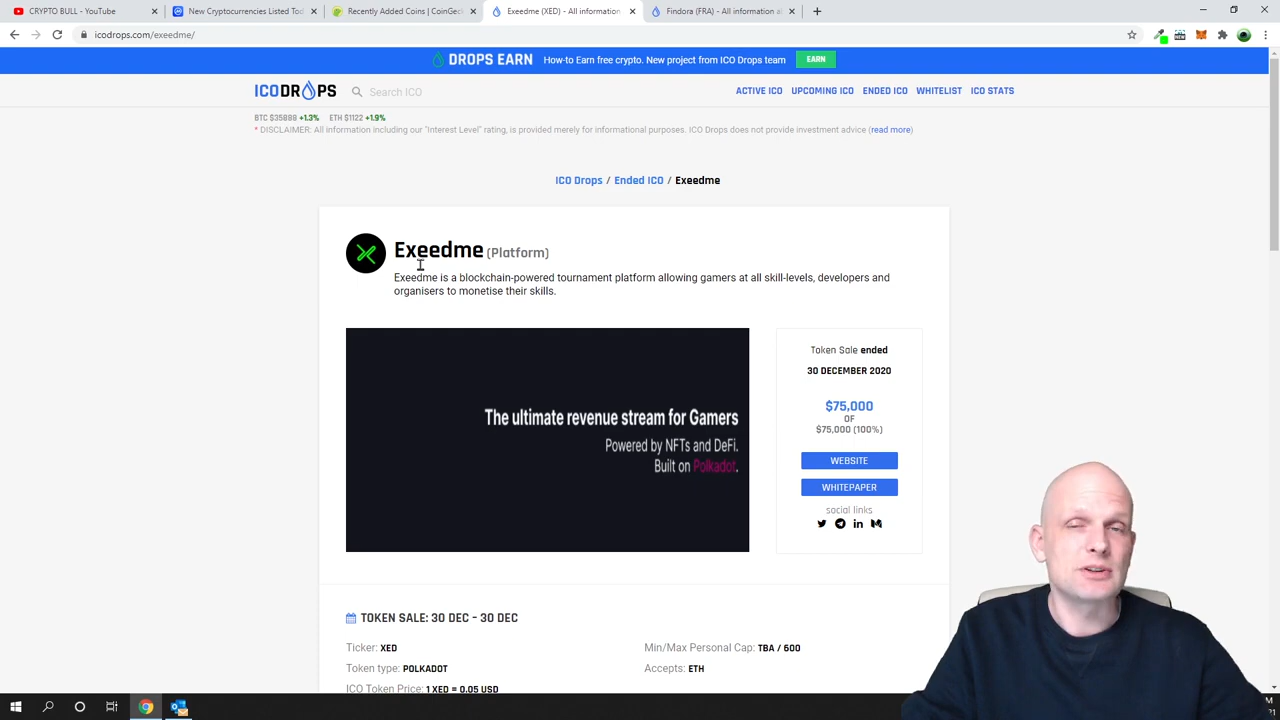 CRYPTO BULL - YouTube
New Cryptocurrencies Listed Tod
Recently Added Coins | CoinGec
Exeedme (XED) - All information
Findora (FRA) - All information a
icodrops.com/exeedme/
DROPS EARN How-to Earn free crypto. New project from ICO Drops team EARN
ICODROPS Search ICO ACTIVE ICO UPCOMING ICO ENDED ICO WHITELIST ICO STATS
BTC $35888 +1.3% ETH $1122 +1.9%
* DISCLAIMER: All information including our "Interest Level" rating, is provided merely for informational purposes. ICO Drops does not provide investment advice (read more)
ICO Drops / Ended ICO / Exeedme
Exeedme (Platform)
Exeedme is a blockchain-powered tournament platform allowing gamers at all skill-levels, developers and
organisers to monetise their skills.
The ultimate revenue stream for Gamers
Powered by NFTs and DeFi.
Built on Polkadot.
Token Sale ended
30 DECEMBER 2020
$75,000
OF
$75,000 (100%)
WEBSITE
WHITEPAPER
social links
TOKEN SALE: 30 DEC – 30 DEC
Ticker: XED
Min/Max Personal Cap: TBA / 600
Token type: POLKADOT
Accepts: ETH
ICO Token Price: 1 XED = 0.05 USD